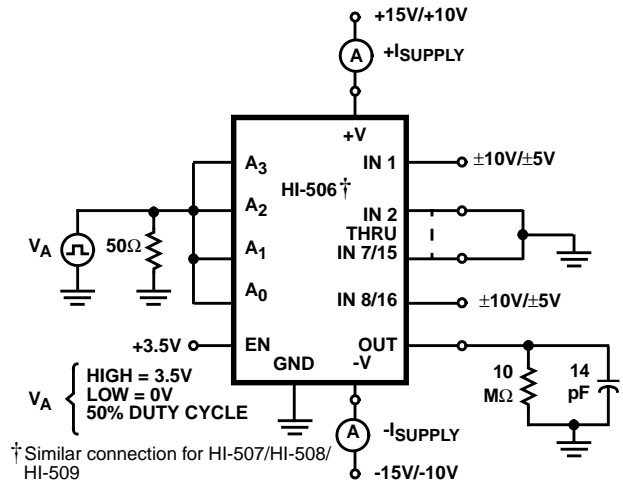 +15V/+10V
A
+ISUPPLY
+V
A3
IN 1
±10V/±5V
HI-506†
A2
IN 2
THRU
VA
50Ω
A1
IN 7/15
A0
IN 8/16
±10V/±5V
+3.5V
EN
OUT
GND
-V
VA
HIGH = 3.5V
LOW = 0V
50% DUTY CYCLE
10
MΩ
14
pF
A
-ISUPPLY
†Similar connection for HI-507/HI-508/
HI-509
-15V/-10V